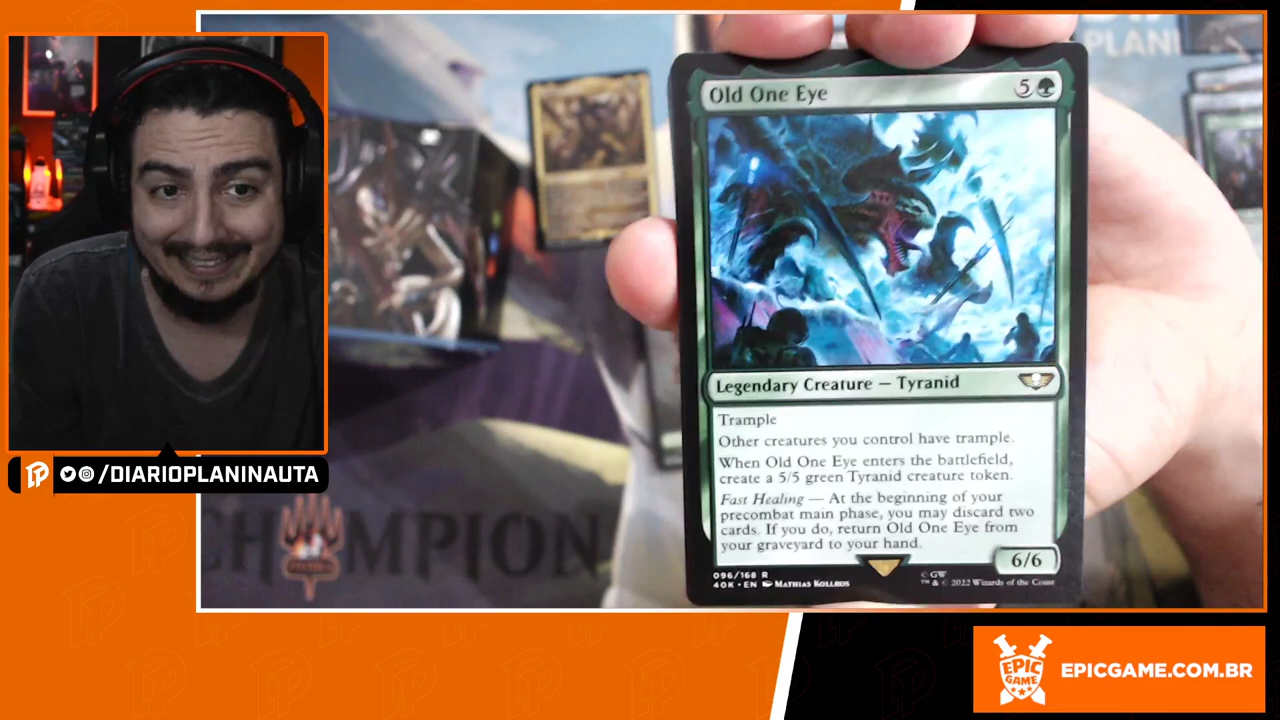 PLANI
Old One Eye
5
Legendary Creature — Tyranid
Trample
Other creatures you control have trample.
When Old One Eye enters the battlefield,
create a 5/5 green Tyranid creature token.
Fast Healing — At the beginning of your
precombat main phase, you may discard two
cards. If you do, return Old One Eye from
your graveyard to your hand.
6/6
096/168 R
40K • EN Mathias Kollros
© GW
™ & © 2022 Wizards of the Coast
/DIARIOPLANINAUTA
CHAMPION
EPIC
GAME
EPICGAME.COM.BR